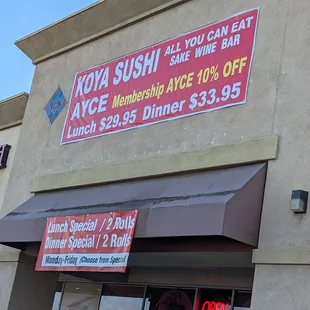 KOYA SUSHI ALL YOU CAN EAT
SAKE WINE BAR
AYCE Membership AYCE 10% OFF
Lunch $29.95 Dinner $33.95
Lunch Special / 2 Rolls
Dinner Special / 2 Rolls
Monday-Friday (Choose from Special)
OPEN